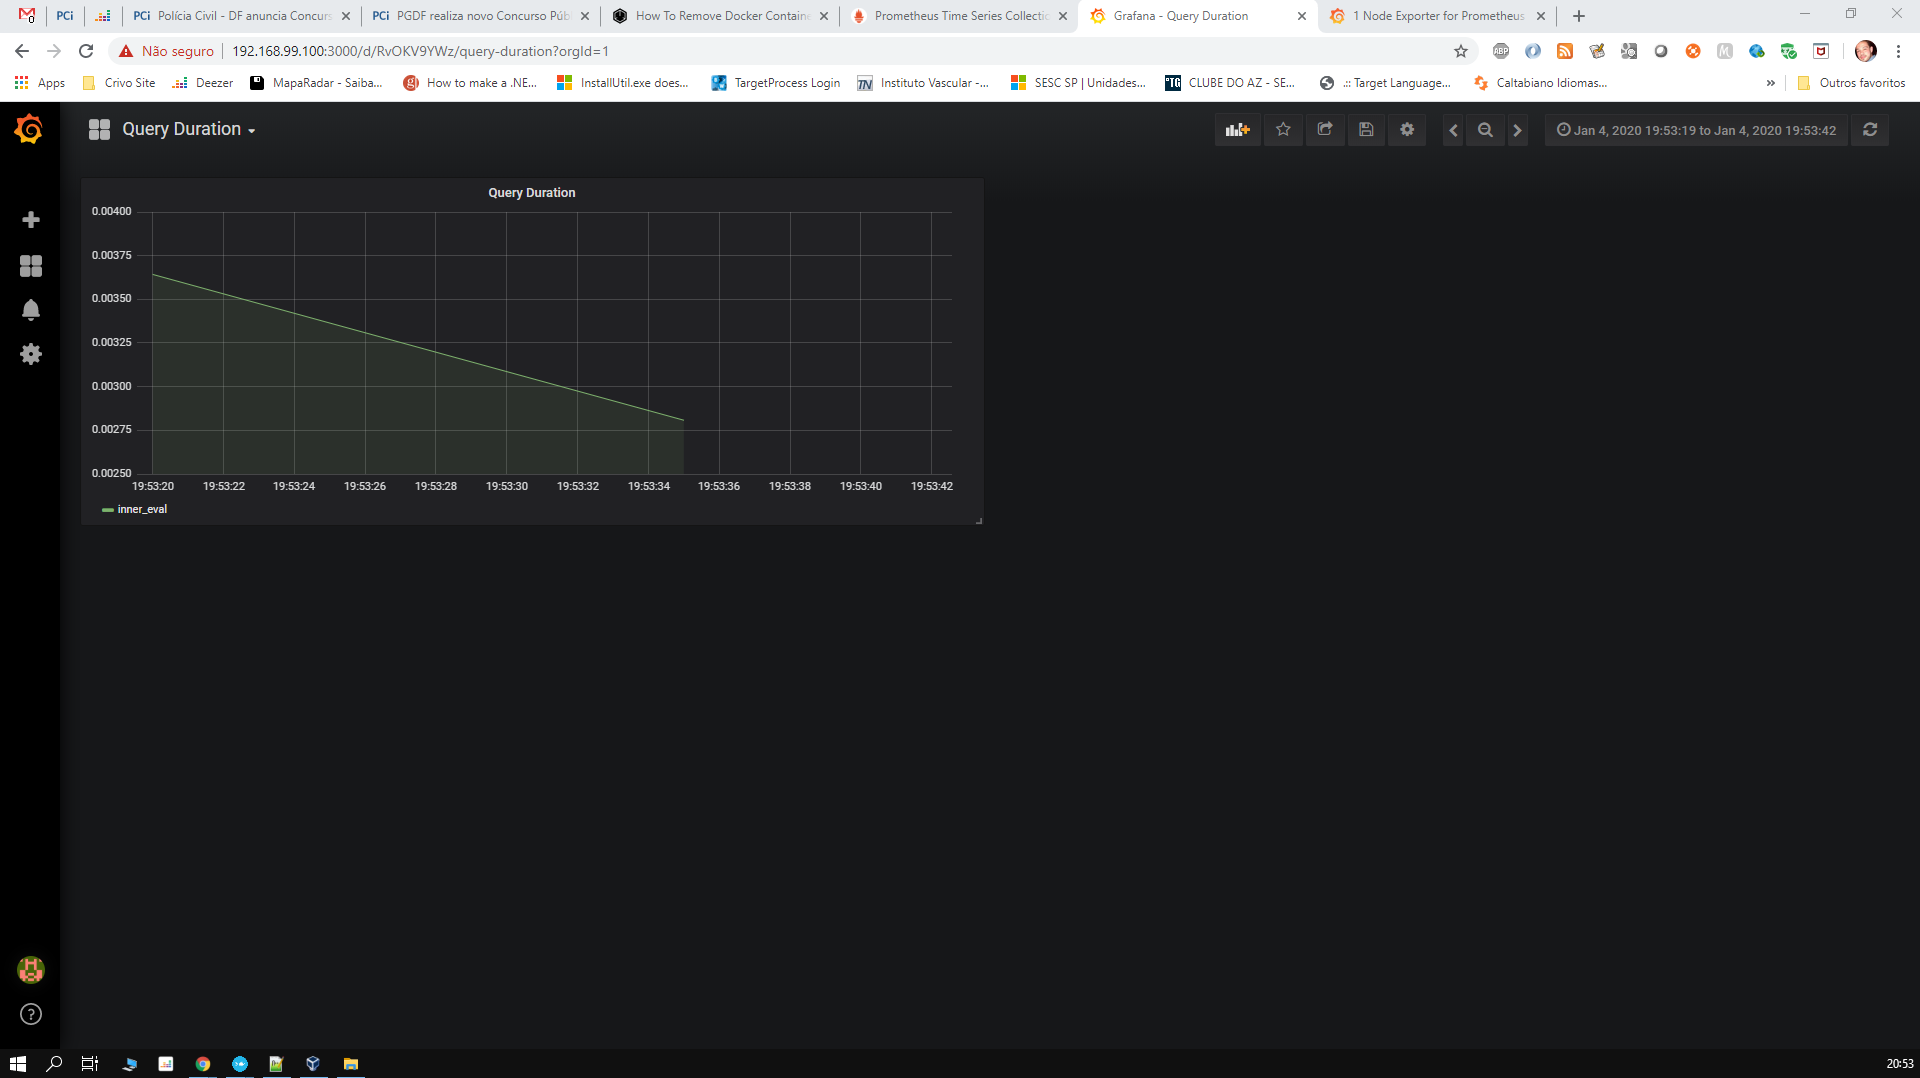 0 PCi PCi Polícia Civil - DF anuncia Concurs PCi PGDF realiza novo Concurso Púb How To Remove Docker Containe Prometheus Time Series Collectio Grafana - Query Duration 1 Node Exporter for Prometheus
Não seguro 192.168.99.100:3000/d/RvOKV9YWz/query-duration?orgId=1 ABP M
Apps Crivo Site Deezer MapaRadar - Saiba... How to make a .NE... InstallUtil.exe does... TargetProcess Login Instituto Vascular -... SESC SP | Unidades... CLUBE DO AZ - SE... .:: Target Language... Caltabiano Idiomas... » Outros favoritos
Query Duration Jan 4, 2020 19:53:19 to Jan 4, 2020 19:53:42
Query Duration
0.00400
0.00375
0.00350
0.00325
0.00300
0.00275
0.00250
19:53:20 19:53:22 19:53:24 19:53:26 19:53:28 19:53:30 19:53:32 19:53:34 19:53:36 19:53:38 19:53:40 19:53:42
inner_eval
20:53